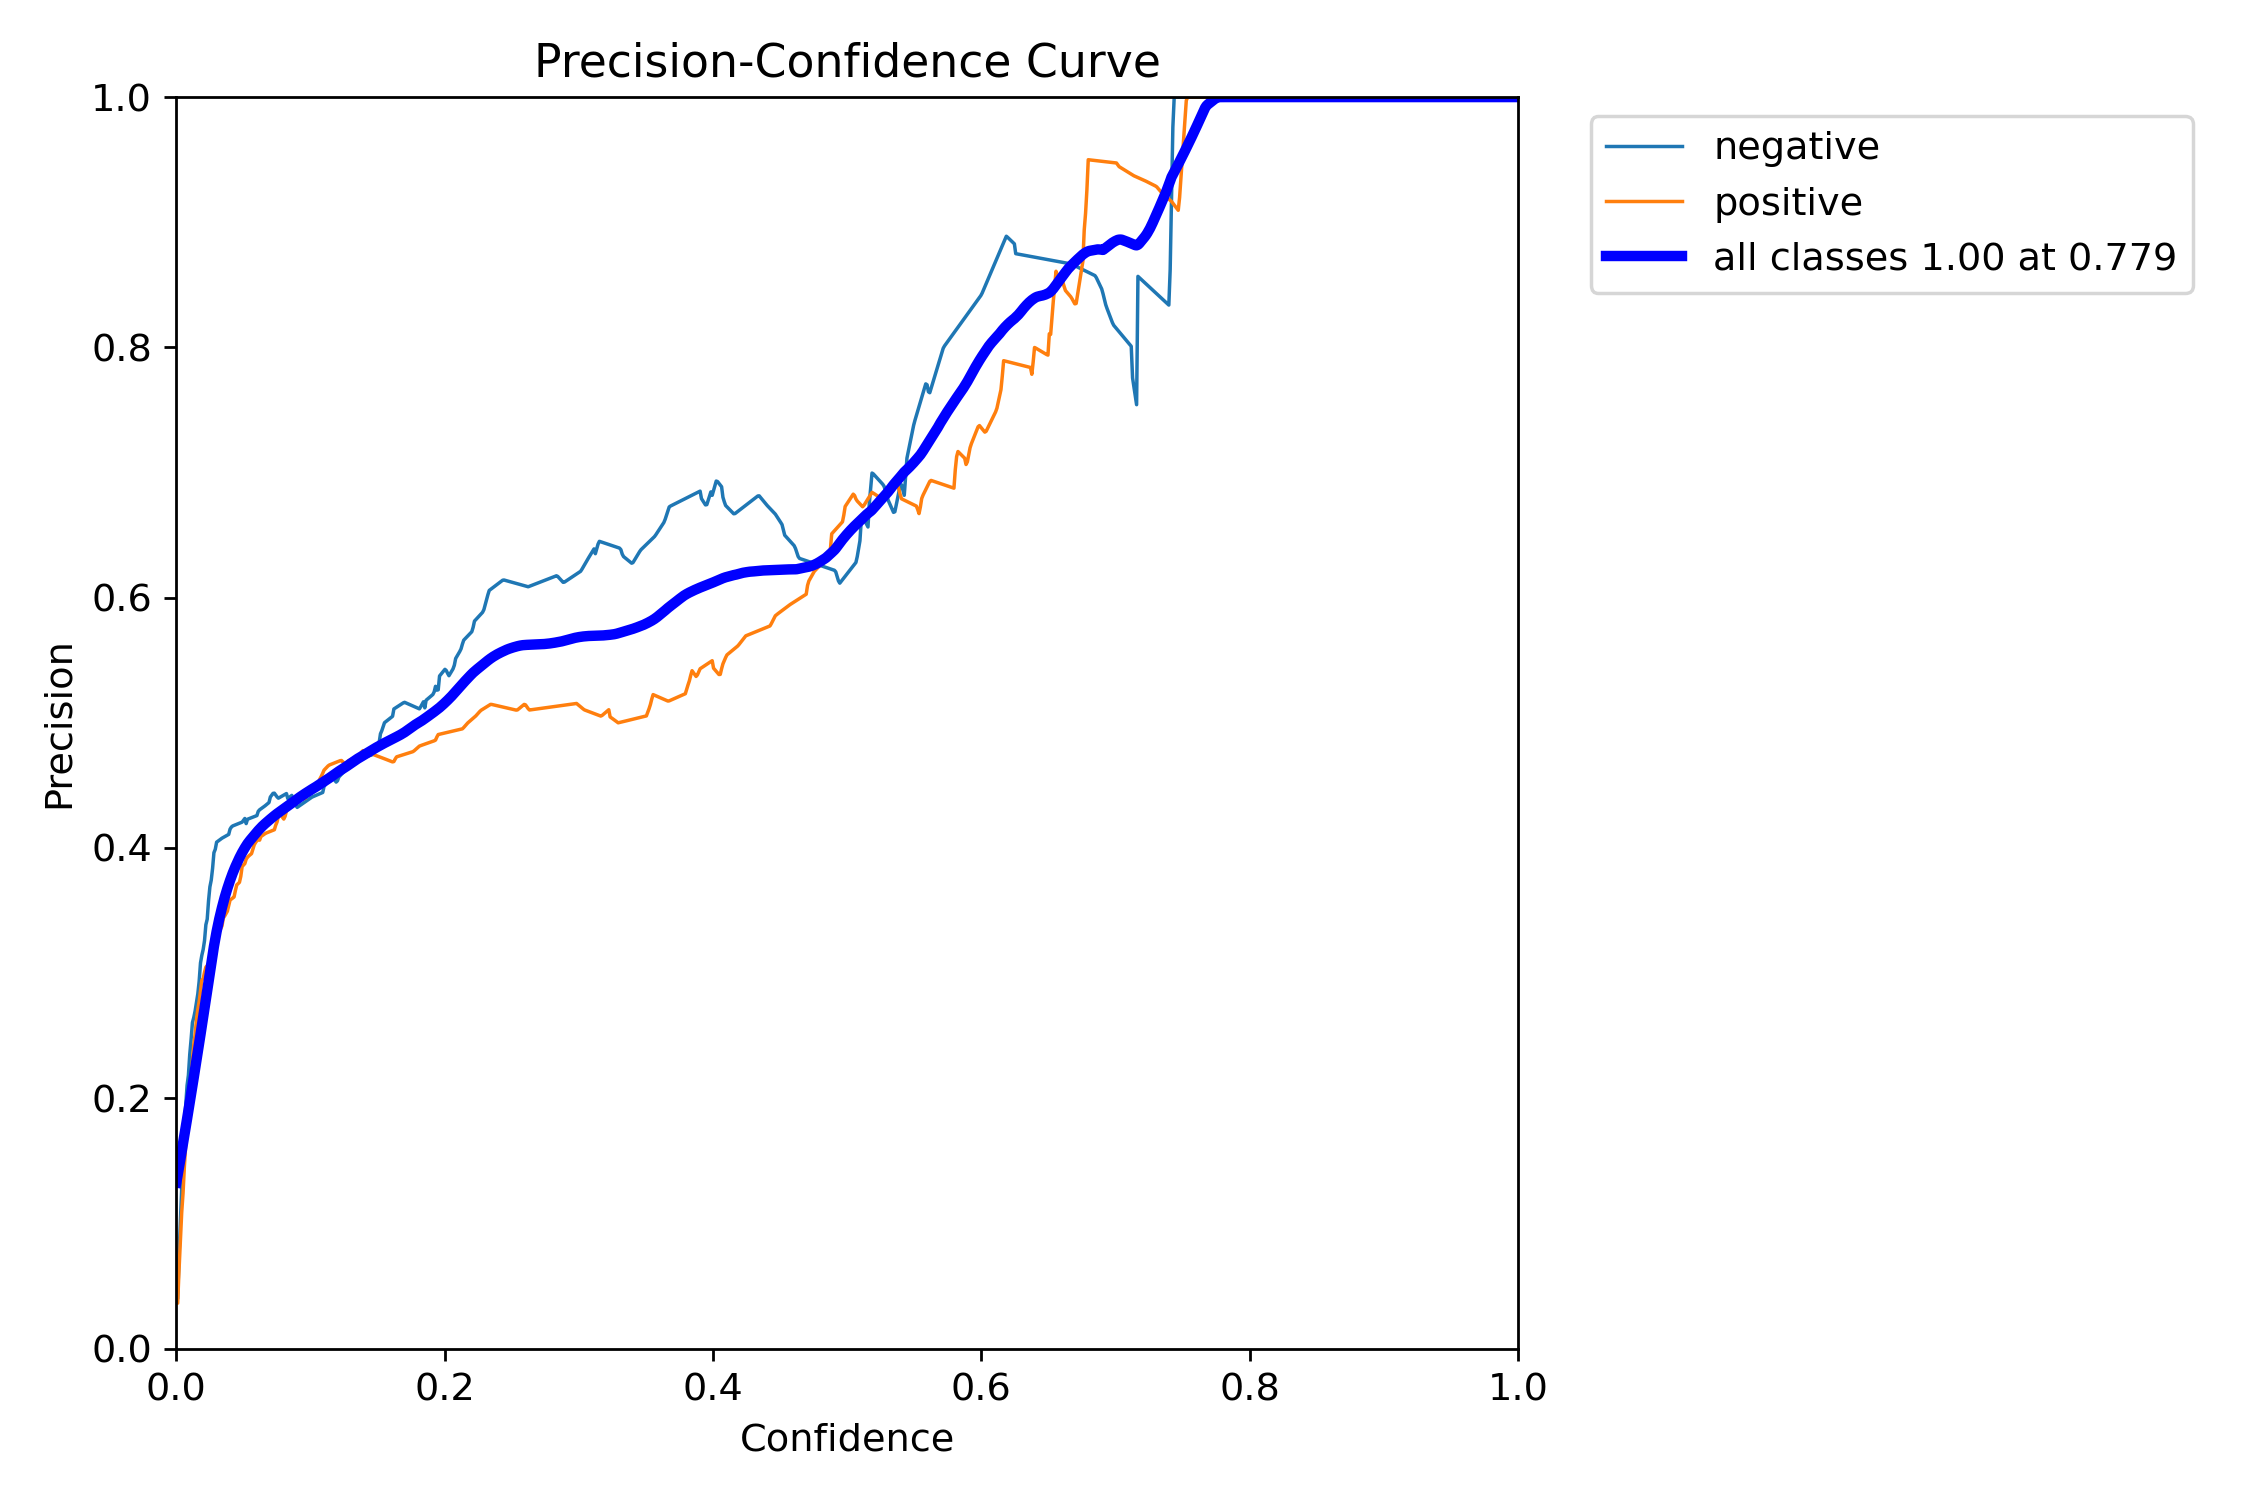 Precision-Confidence Curve
1.0
0.8
0.6
0.4
0.2
0.0
Precision
0.0 0.2 0.4 0.6 0.8 1.0
Confidence
negative
positive
all classes 1.00 at 0.779